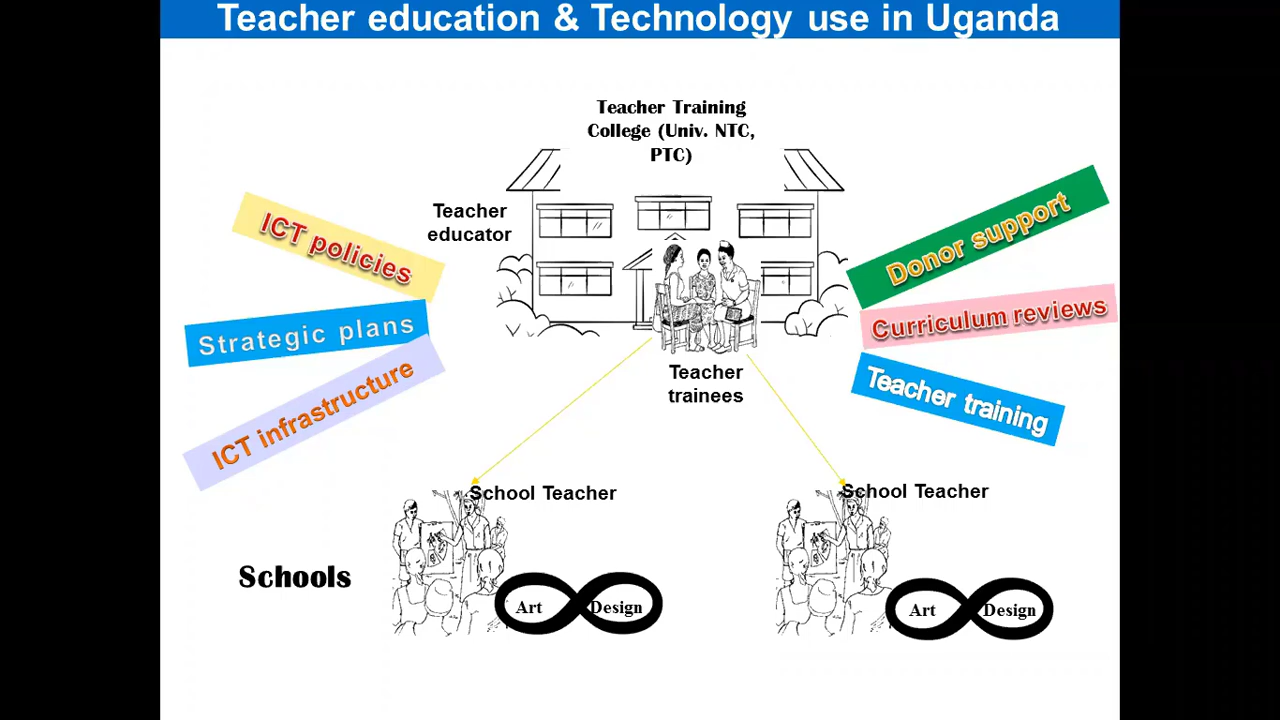 Teacher education & Technology use in Uganda
Teacher Training
College (Univ. NTC,
PTC)
Teacher
educator
ICT policies
Strategic plans
ICT infrastructure
Donor support
Curriculum reviews
Teacher training
Teacher
trainees
School Teacher
School Teacher
Schools
Art Design
Art Design